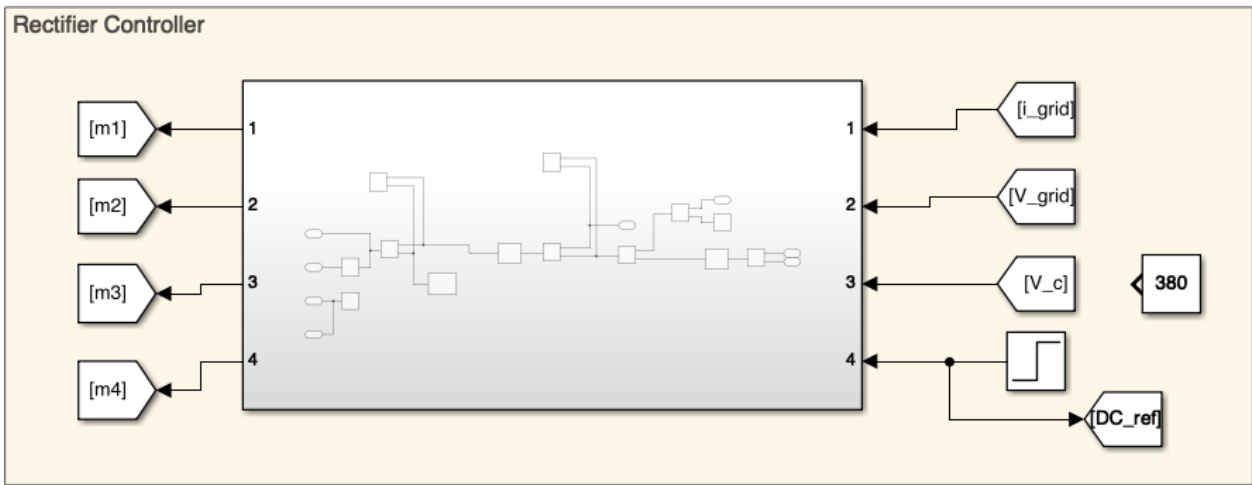 Rectifier Controller
[m1]
1
1
[i_grid]
[m2]
2
2
[V_grid]
[m3]
3
3
[V_c]
380
[m4]
4
4
[DC_ref]